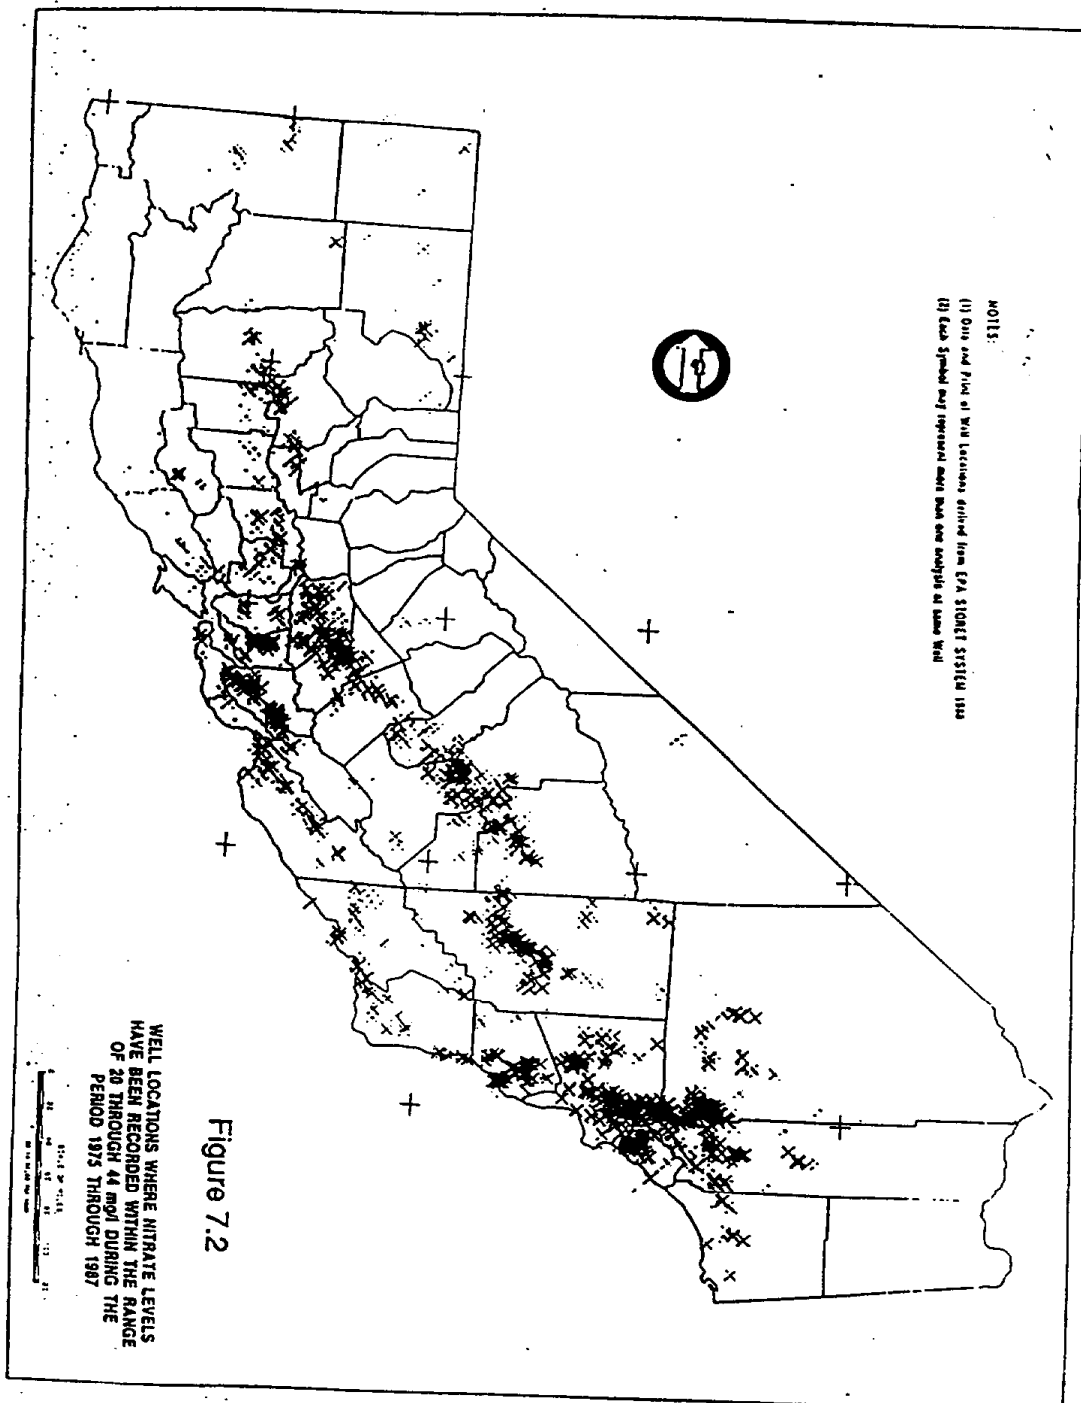 NOTES:
(1) Data and Plot of Well Locations derived from EPA STORET SYSTEM 1988
(2) Each Symbol may represent more than one analysis at same Well
Figure 7.2
WELL LOCATIONS WHERE NITRATE LEVELS
HAVE BEEN RECORDED WITHIN THE RANGE
OF 20 THROUGH 44 mg/l DURING THE
PERIOD 1975 THROUGH 1987